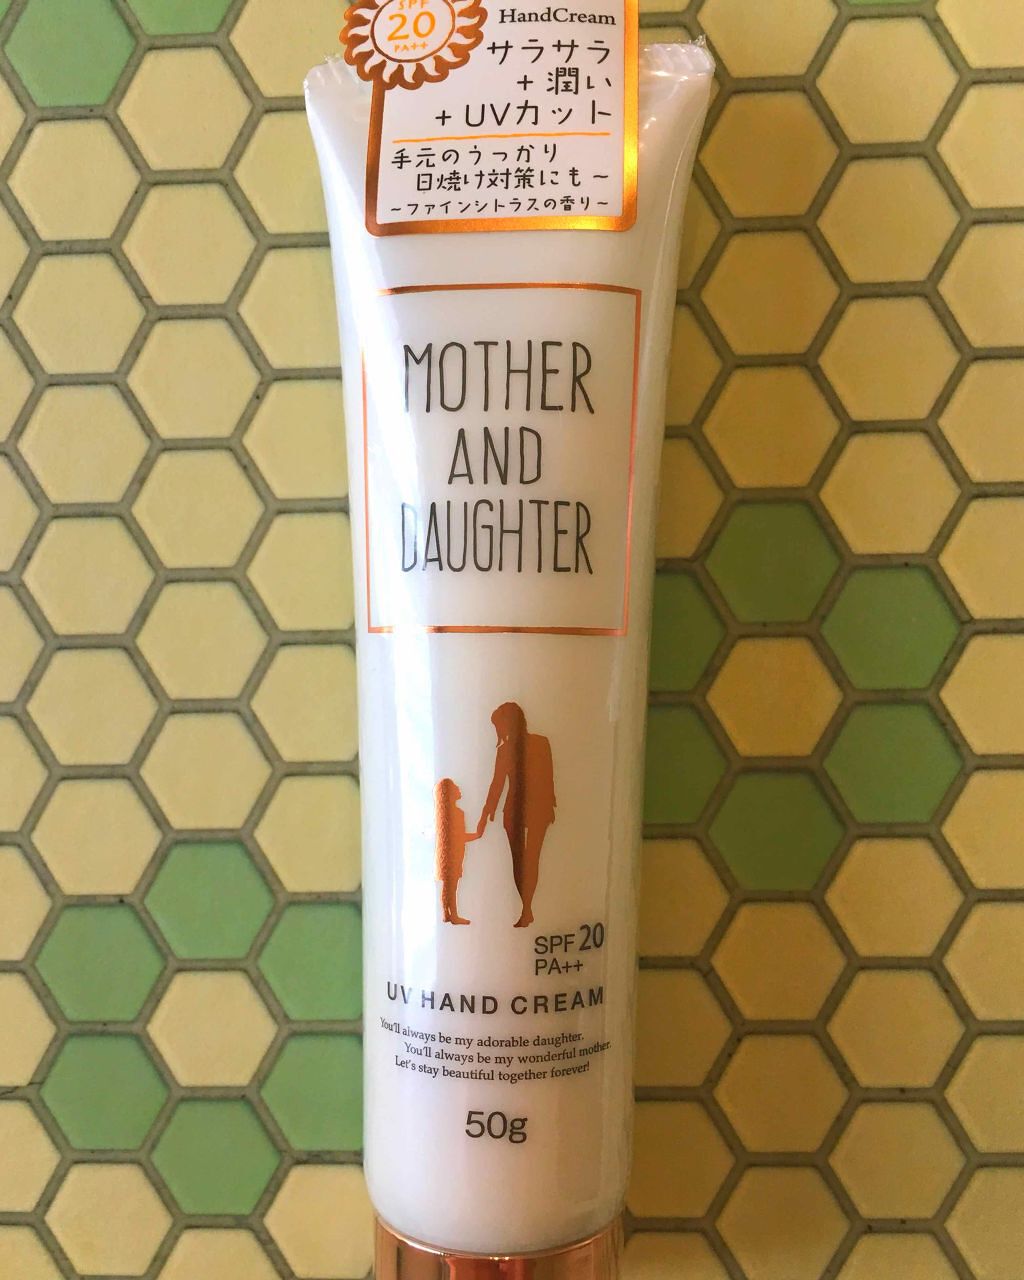 SPF
20
PA++
HandCream
サラサラ
+潤い
+UVカット
手元のうっかり
日焼け対策にも~
~ファインシトラスの香り~
MOTHER
AND
DAUGHTER
SPF 20
PA++
UV HAND CREAM
You'll always be my adorable daughter.
You'll always be my wonderful mother.
Let's stay beautiful together forever!
50g